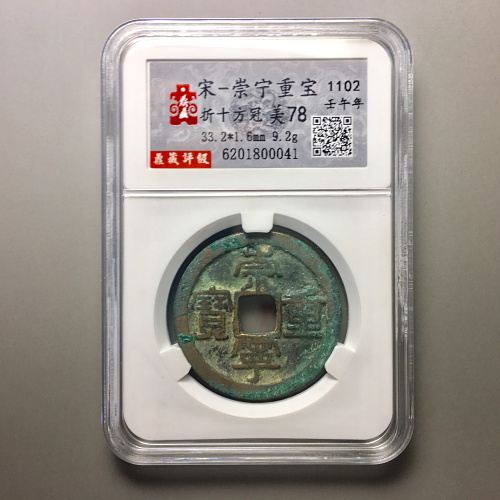 宋-崇宁重宝 1102
壬午年
折十方冠 美78
33.2*1.6mm 9.2g
6201800041
鼎藏评级
崇
寶 重
寧